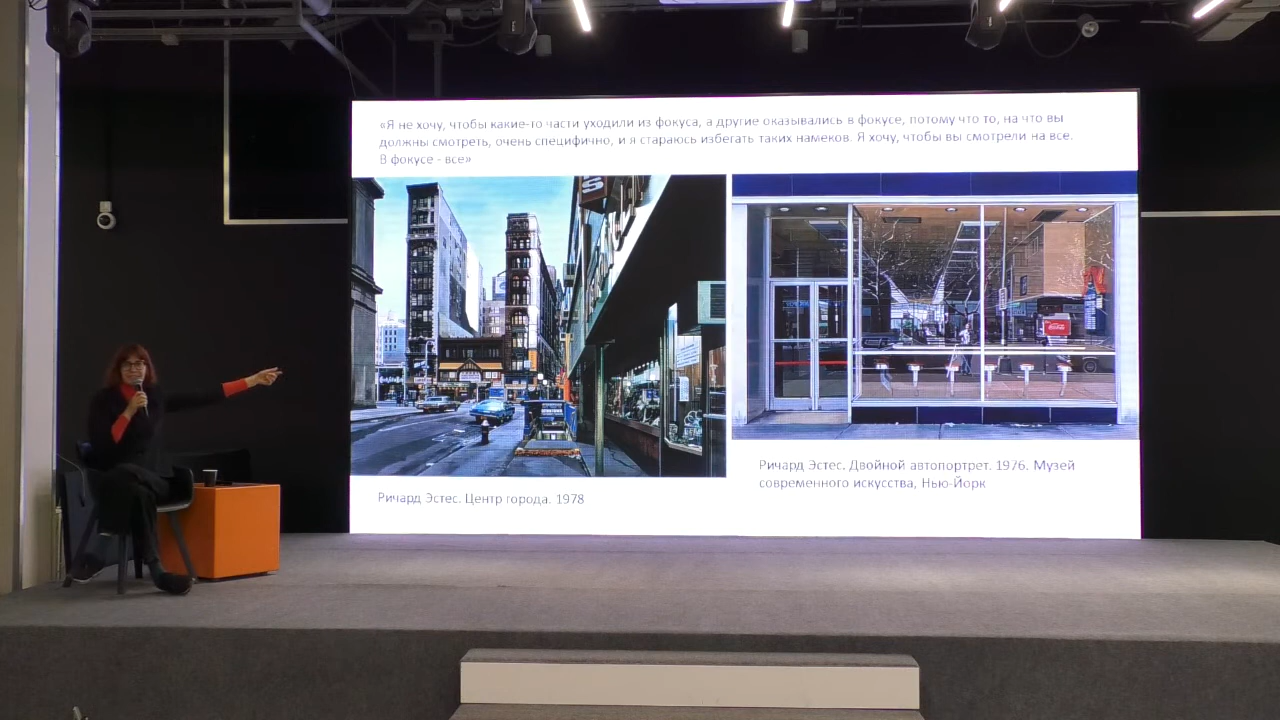 «Я не хочу, чтобы какие-то части уходили из фокуса, а другие оказывались в фокусе, потому что то, на что вы
должны смотреть, очень специфично, и я стараюсь избегать таких намеков. Я хочу, чтобы вы смотрели на все.
В фокусе - все»
Ричард Эстес. Центр города. 1978
Ричард Эстес. Двойной автопортрет. 1976. Музей
современного искусства, Нью-Йорк